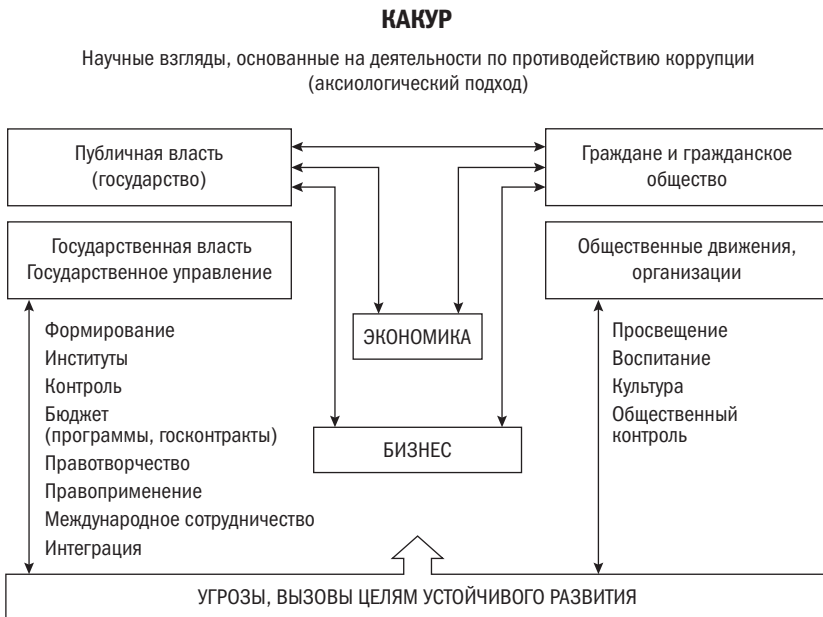 КАКУР
Научные взгляды, основанные на деятельности по противодействию коррупции
(аксиологический подход)
Публичная власть
(государство)
Граждане и гражданское
общество
Государственная власть
Государственное управление
Общественные движения,
организации
Формирование
Институты
Контроль
Бюджет
(программы, госконтракты)
Правотворчество
Правоприменение
Международное сотрудничество
Интеграция
ЭКОНОМИКА
БИЗНЕС
Просвещение
Воспитание
Культура
Общественный
контроль
УГРОЗЫ, ВЫЗОВЫ ЦЕЛЯМ УСТОЙЧИВОГО РАЗВИТИЯ